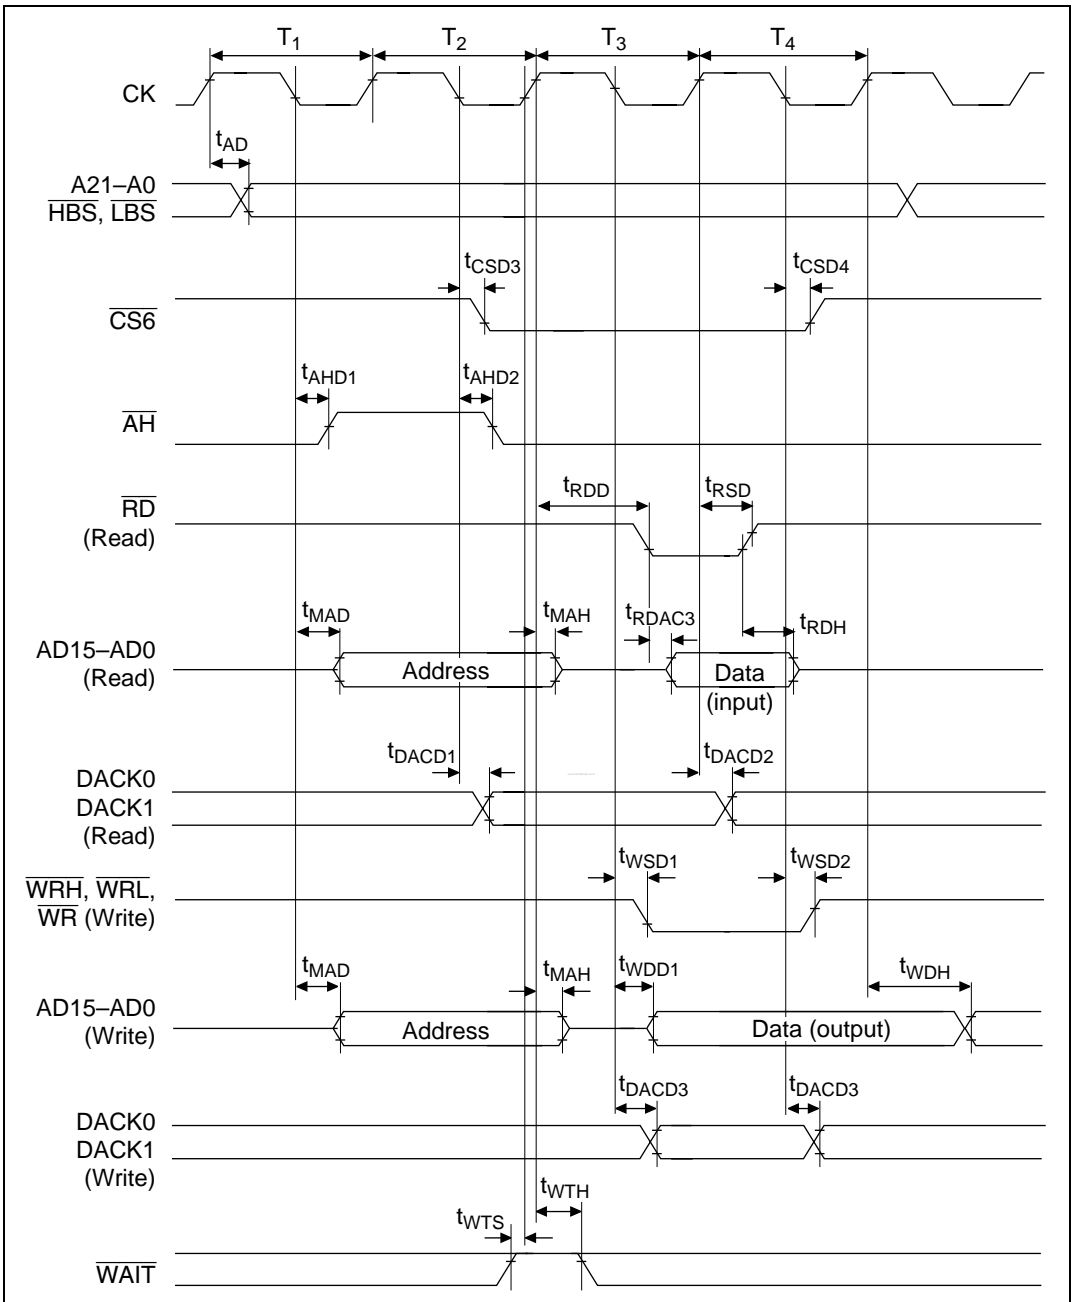 T1 T2 T3 T4
CK
tAD
A21–A0
HBS, LBS
tCSD3 tCSD4
CS6
tAHD1 tAHD2
AH
tRDD tRSD
RD
(Read)
tMAD tMAH tRDAC3 tRDH
AD15–AD0
(Read)
Address Data
(input)
tDACD1 tDACD2
DACK0
DACK1
(Read)
tWSD1 tWSD2
WRH, WRL,
WR (Write)
tMAD tMAH tWDD1 tWDH
AD15–AD0
(Write)
Address Data (output)
tDACD3 tDACD3
DACK0
DACK1
(Write)
tWTH
tWTS
WAIT